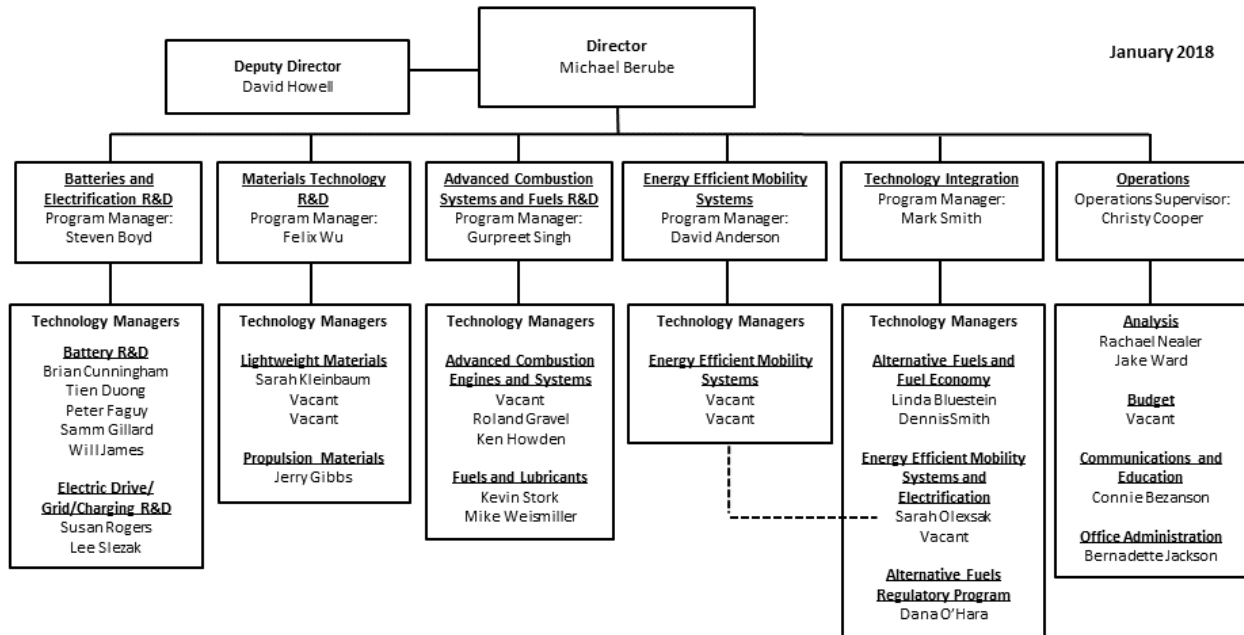 Director
Michael Berube
Deputy Director
David Howell
January 2018
Batteries and
Electrification R&D
Program Manager:
Steven Boyd
Materials Technology
R&D
Program Manager:
Felix Wu
Advanced Combustion
Systems and Fuels R&D
Program Manager:
Gurpreet Singh
Energy Efficient Mobility
Systems
Program Manager:
David Anderson
Technology Integration
Program Manager:
Mark Smith
Operations
Operations Supervisor:
Christy Cooper
Technology Managers
Battery R&D
Brian Cunningham
Tien Duong
Peter Faguy
Samm Gillard
Will James
Electric Drive/
Grid/Charging R&D
Susan Rogers
Lee Slezak
Technology Managers
Lightweight Materials
Sarah Kleinbaum
Vacant
Vacant
Propulsion Materials
Jerry Gibbs
Technology Managers
Advanced Combustion
Engines and Systems
Vacant
Roland Gravel
Ken Howden
Fuels and Lubricants
Kevin Stork
Mike Weismiller
Technology Managers
Energy Efficient Mobility
Systems
Vacant
Vacant
Technology Managers
Alternative Fuels and
Fuel Economy
Linda Bluestein
Dennis Smith
Energy Efficient Mobility
Systems and
Electrification
Sarah Olexsak
Vacant
Alternative Fuels
Regulatory Program
Dana O'Hara
Analysis
Rachael Nealer
Jake Ward
Budget
Vacant
Communications and
Education
Connie Bezanson
Office Administration
Bernadette Jackson